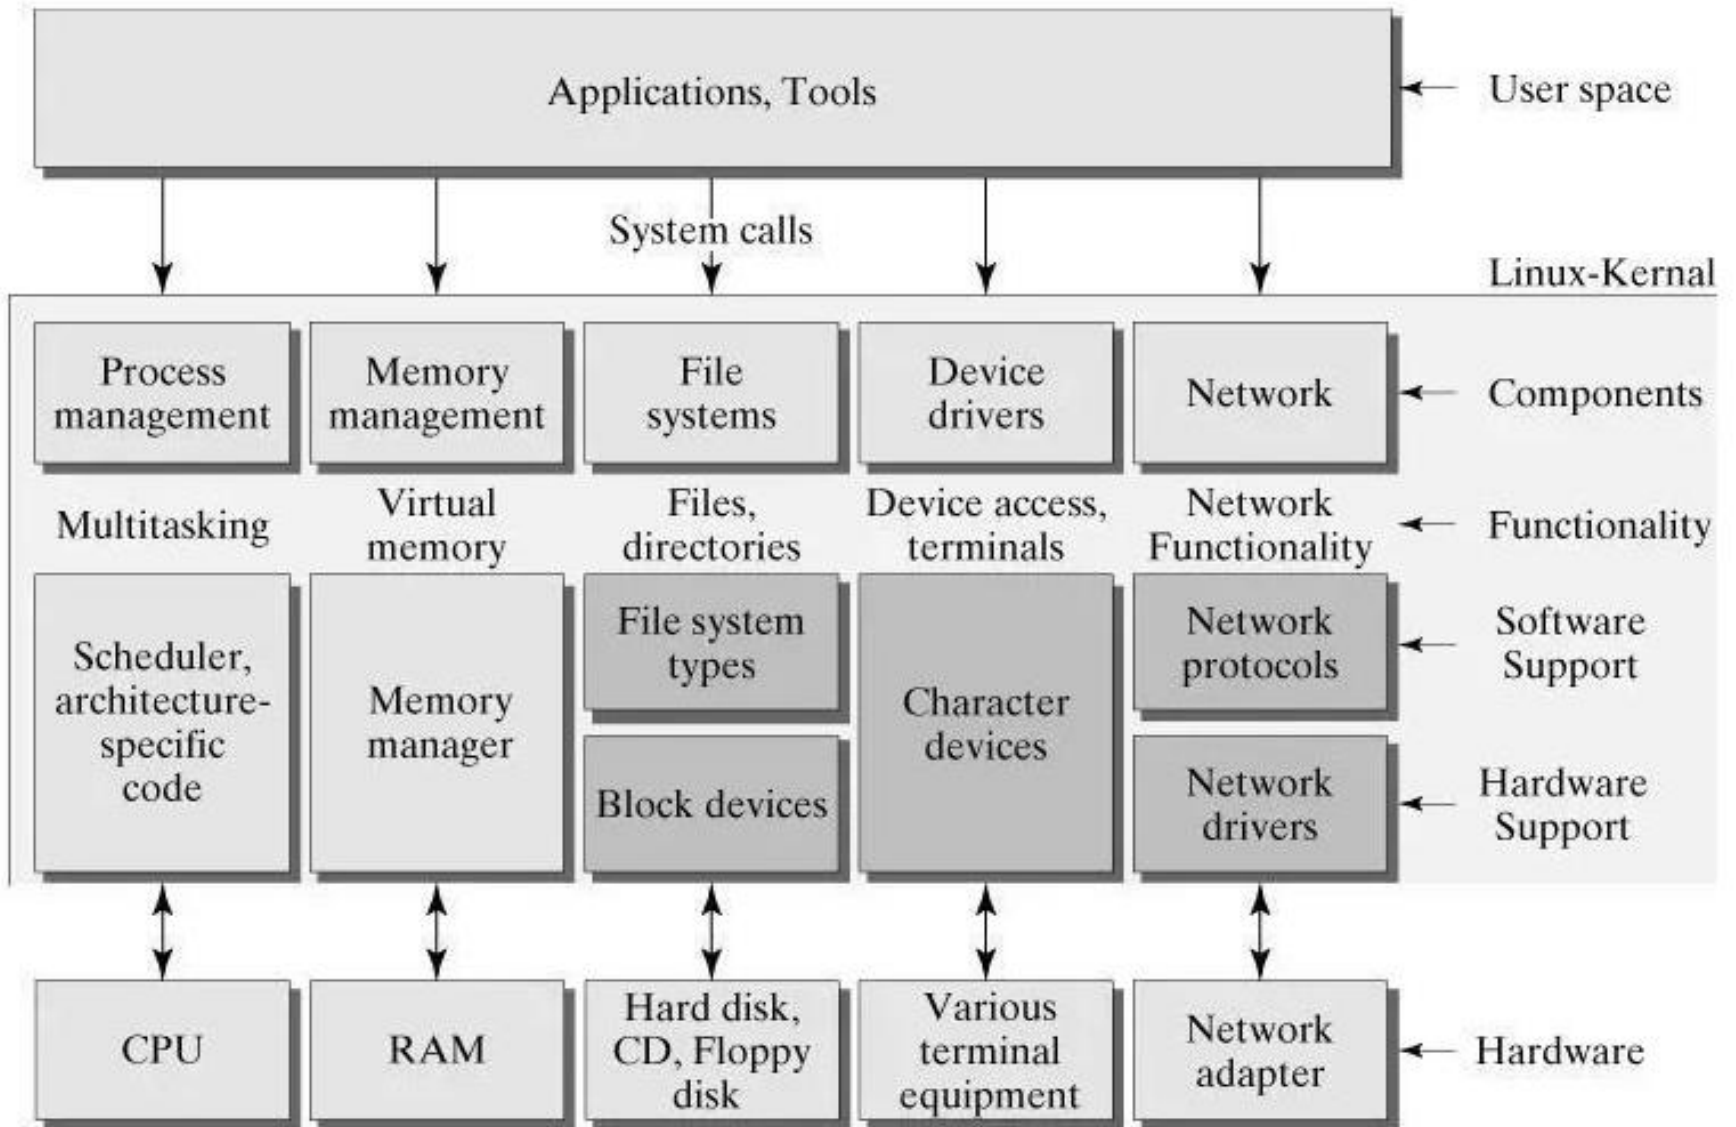 Applications, Tools
User space
System calls
Linux-Kernal
Process
management
Memory
management
File
systems
Device
drivers
Network
Components
Multitasking
Virtual
memory
Files,
directories
Device access,
terminals
Network
Functionality
Functionality
Scheduler,
architecture-
specific
code
Memory
manager
File system
types
Block devices
Character
devices
Network
protocols
Network
drivers
Software
Support
Hardware
Support
CPU
RAM
Hard disk,
CD, Floppy
disk
Various
terminal
equipment
Network
adapter
Hardware